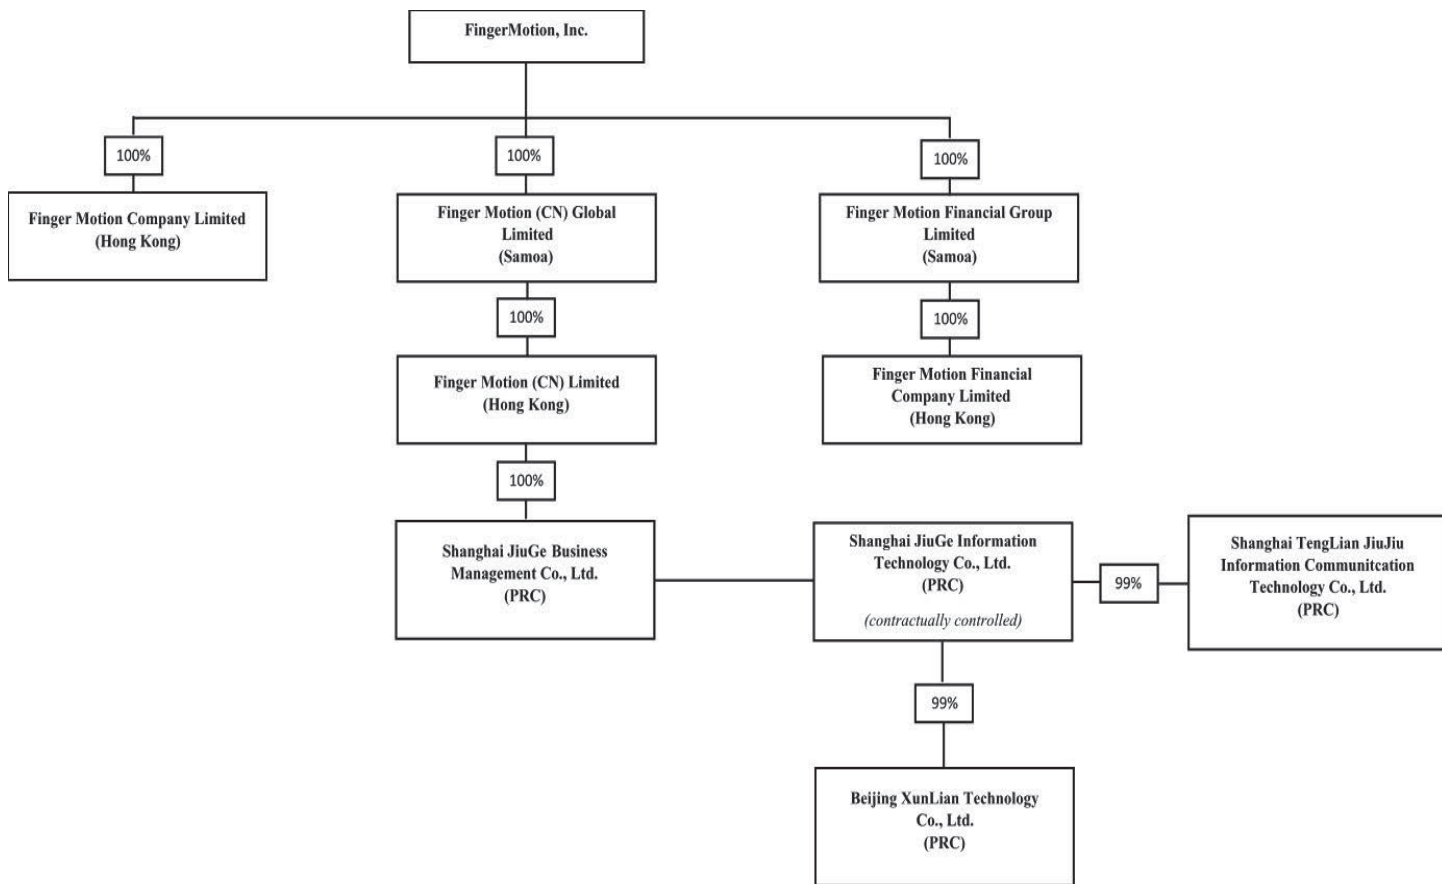 FingerMotion, Inc.
100%
100%
100%
Finger Motion Company Limited
(Hong Kong)
Finger Motion (CN) Global
Limited
(Samoa)
Finger Motion Financial Group
Limited
(Samoa)
100%
100%
Finger Motion (CN) Limited
(Hong Kong)
Finger Motion Financial
Company Limited
(Hong Kong)
100%
Shanghai JiuGe Business
Management Co., Ltd.
(PRC)
Shanghai JiuGe Information
Technology Co., Ltd.
(PRC)
(contractually controlled)
99%
Shanghai TengLian JiuJiu
Information Communitcation
Technology Co., Ltd.
(PRC)
99%
Beijing XunLian Technology
Co., Ltd.
(PRC)